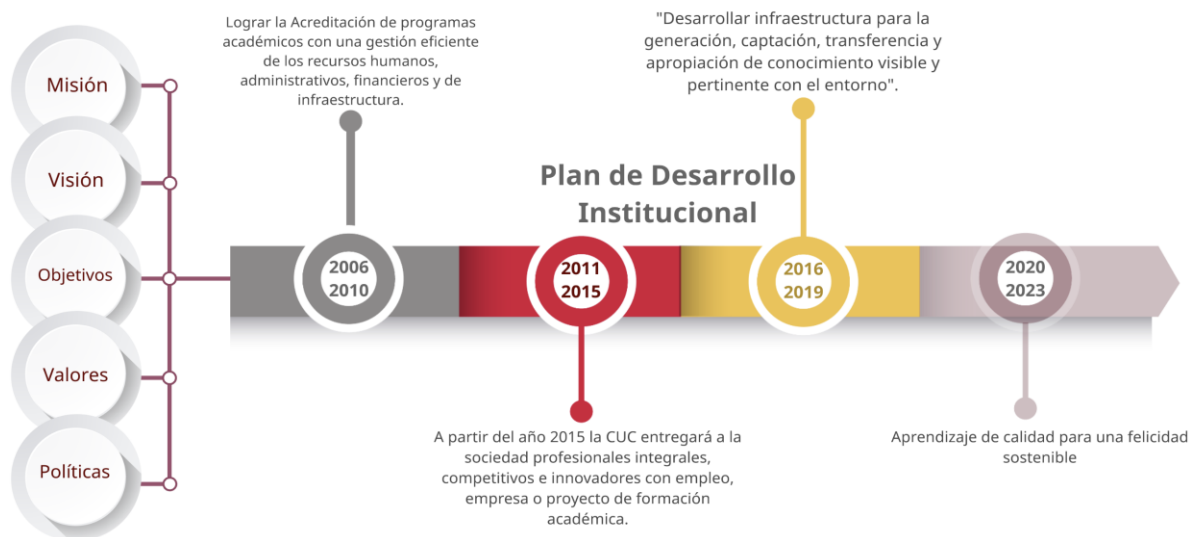 Misión
Visión
Objetivos
Valores
Políticas
Lograr la Acreditación de programas
académicos con una gestión eficiente
de los recursos humanos,
administrativos, financieros y de
infraestructura.
"Desarrollar infraestructura para la
generación, captación, transferencia y
apropiación de conocimiento visible y
pertinente con el entorno".
Plan de Desarrollo
Institucional
2006
2010
2011
2015
2016
2019
2020
2023
A partir del año 2015 la CUC entregará a la
sociedad profesionales integrales,
competitivos e innovadores con empleo,
empresa o proyecto de formación
académica.
Aprendizaje de calidad para una felicidad
sostenible